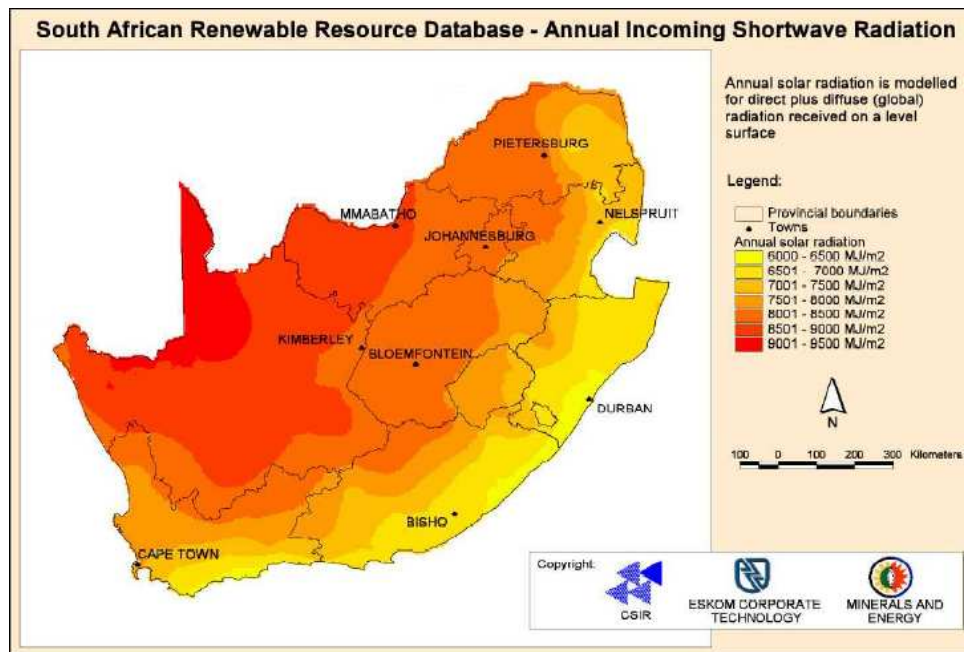 South African Renewable Resource Database - Annual Incoming Shortwave Radiation
Annual solar radiation is modelled
for direct plus diffuse (global)
radiation received on a level
surface
PIETERSBURG
MMABATHO
NELSPRUIT
JOHANNESBURG
KIMBERLEY
BLOEMFONTEIN
DURBAN
BISHO
CAPE TOWN
Legend:
Provincial boundaries
Towns
Annual solar radiation
6000 - 6500 MJ/m2
6501 - 7000 MJ/m2
7001 - 7500 MJ/m2
7501 - 8000 MJ/m2
8001 - 8500 MJ/m2
8501 - 9000 MJ/m2
9001 - 9500 MJ/m2
N
100 0 100 200 300 Kilometers
Copyright:
CSIR
ESKOM CORPORATE
TECHNOLOGY
MINERALS AND
ENERGY